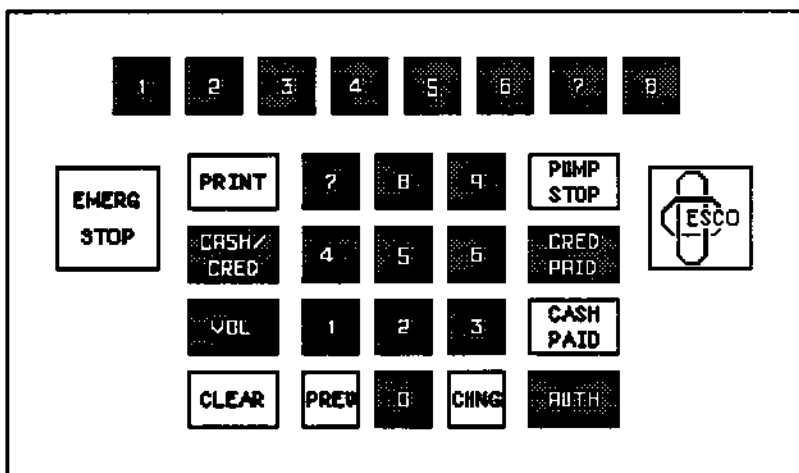 1 2 3 4 5 6 7 8
EMERG
STOP
PRINT 7 8 9 PUMP
STOP
ESCO
CASH/
CRED 4 5 6 CRED
PAID
VOL 1 2 3 CASH
PAID
CLEAR PREV 0 CHNG AUTH